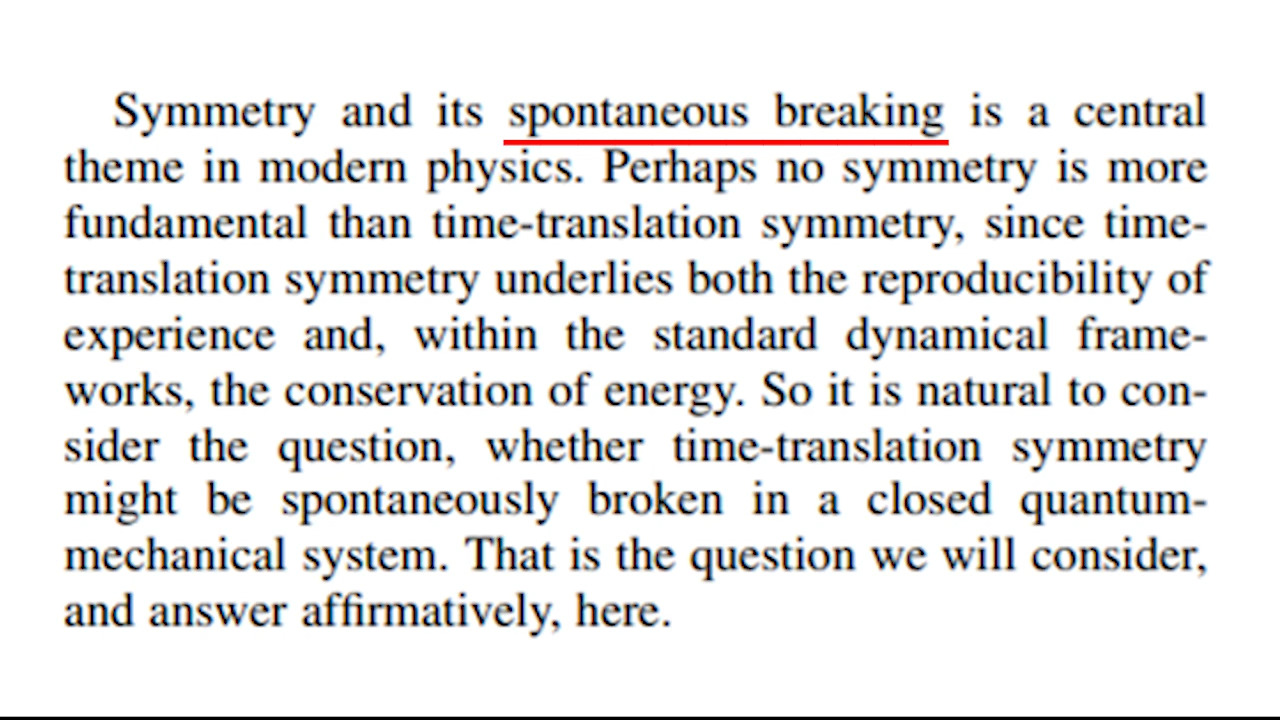 Symmetry and its spontaneous breaking is a central
theme in modern physics. Perhaps no symmetry is more
fundamental than time-translation symmetry, since time-
translation symmetry underlies both the reproducibility of
experience and, within the standard dynamical frame-
works, the conservation of energy. So it is natural to con-
sider the question, whether time-translation symmetry
might be spontaneously broken in a closed quantum-
mechanical system. That is the question we will consider,
and answer affirmatively, here.